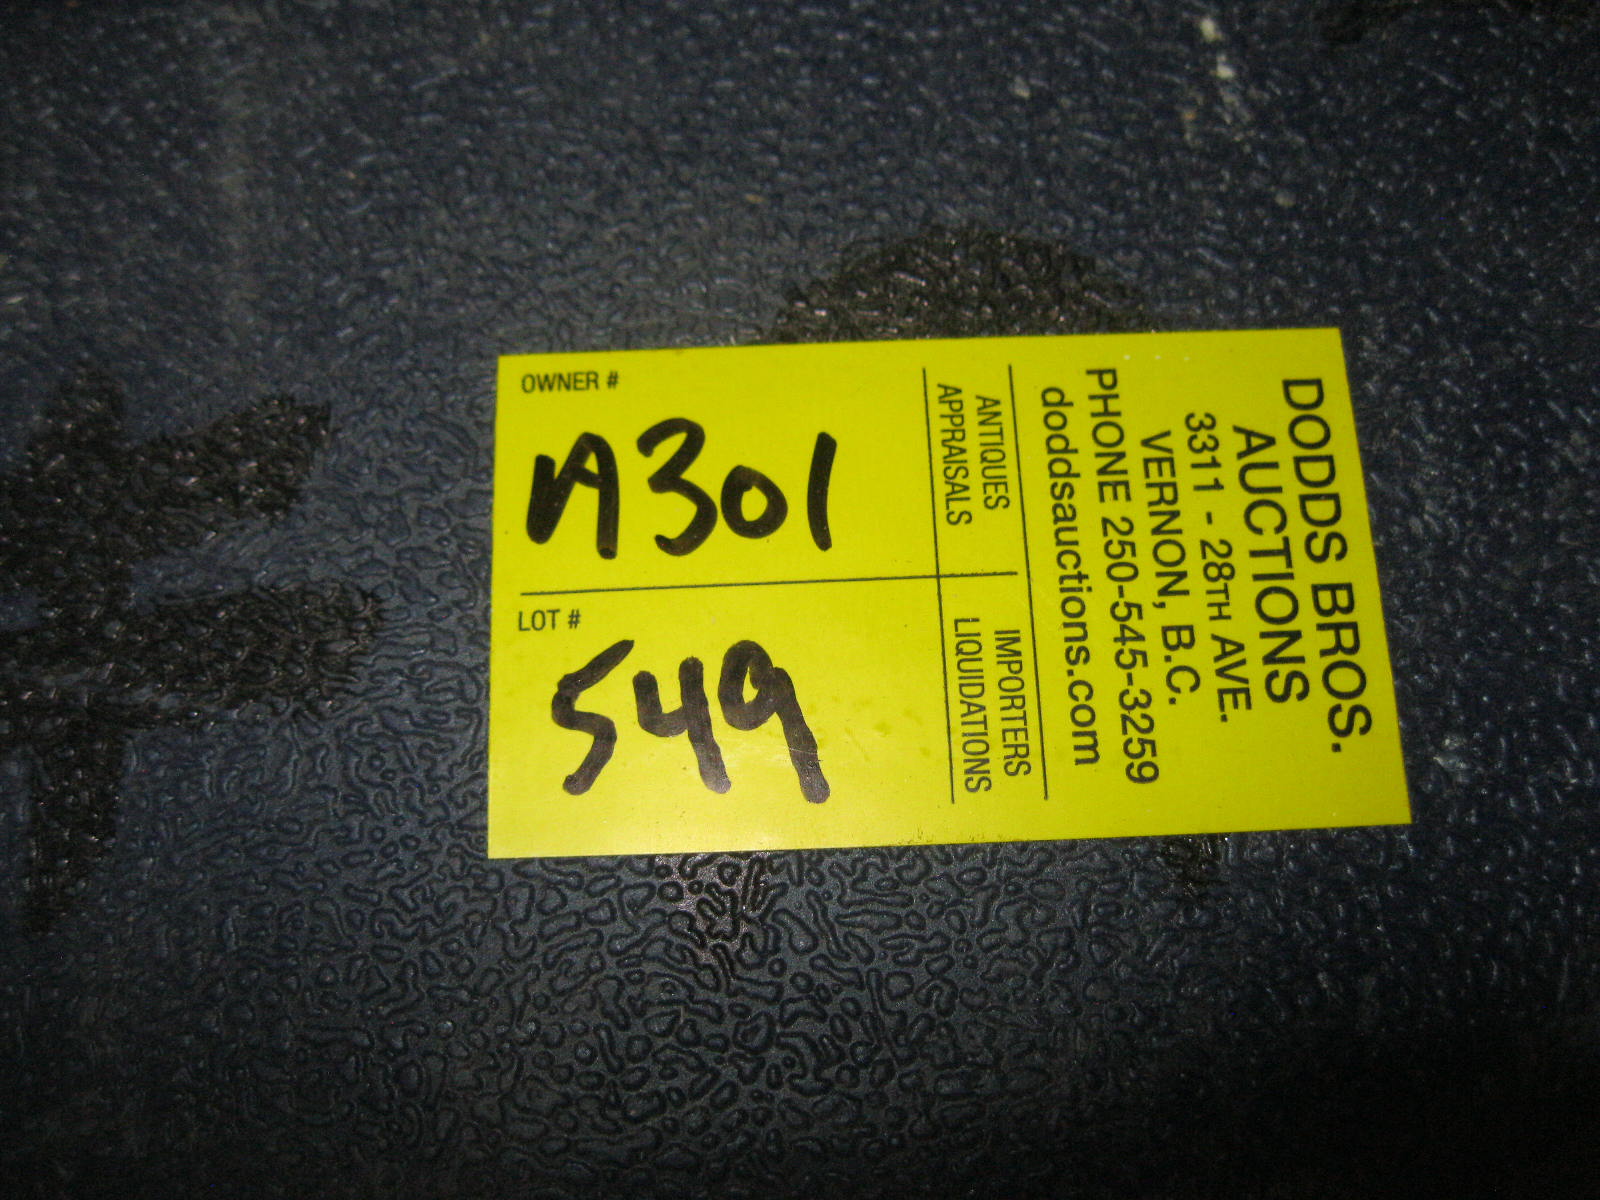 OWNER #
A301
LOT #
549
DODDS BROS.
AUCTIONS
3311 - 28TH AVE.
VERNON, B.C.
PHONE 250-545-3259
doddsauctions.com
ANTIQUES IMPORTERS
APPRAISALS LIQUIDATIONS